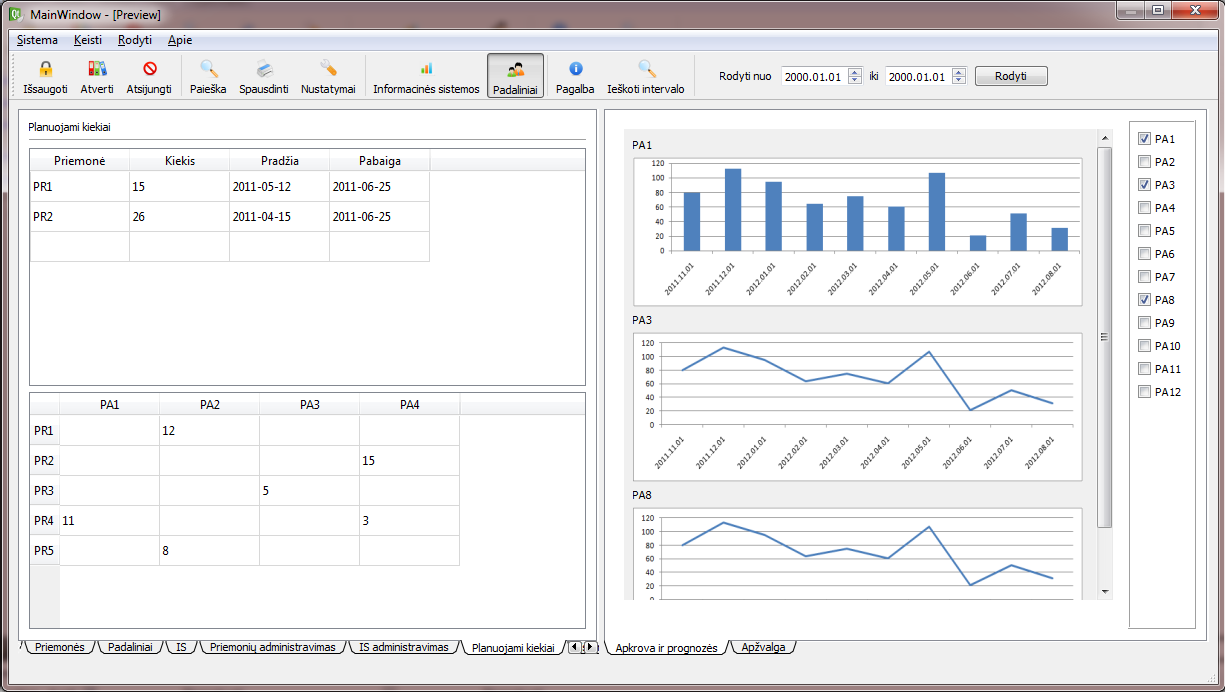 MainWindow - [Preview]
Sistema Keisti Rodyti Apie
Išsaugoti Atverti Atsijungti Paieška Spausdinti Nustatymai Informacinės sistemos Padaliniai Pagalba Ieškoti intervalo Rodyti nuo 2000.01.01 iki 2000.01.01 Rodyti
Planuojami kiekiai
Priemonė Kiekis Pradžia Pabaiga
PR1 15 2011-05-12 2011-06-25
PR2 26 2011-04-15 2011-06-25
PA1 PA2 PA3 PA4
PR1 12
PR2 15
PR3 5
PR4 11 3
PR5 8
Priemonės Padaliniai IS Priemonių administravimas IS administravimas Planuojami kiekiai
PA1
120
100
80
60
40
20
0
2011.11.01 2011.12.01 2012.01.01 2012.02.01 2012.03.01 2012.04.01 2012.05.01 2012.06.01 2012.07.01 2012.08.01
PA3
120
100
80
60
40
20
0
2011.11.01 2011.12.01 2012.01.01 2012.02.01 2012.03.01 2012.04.01 2012.05.01 2012.06.01 2012.07.01 2012.08.01
PA8
120
100
80
60
40
20
PA1
PA2
PA3
PA4
PA5
PA6
PA7
PA8
PA9
PA10
PA11
PA12
Apkrova ir prognozės Apžvalga